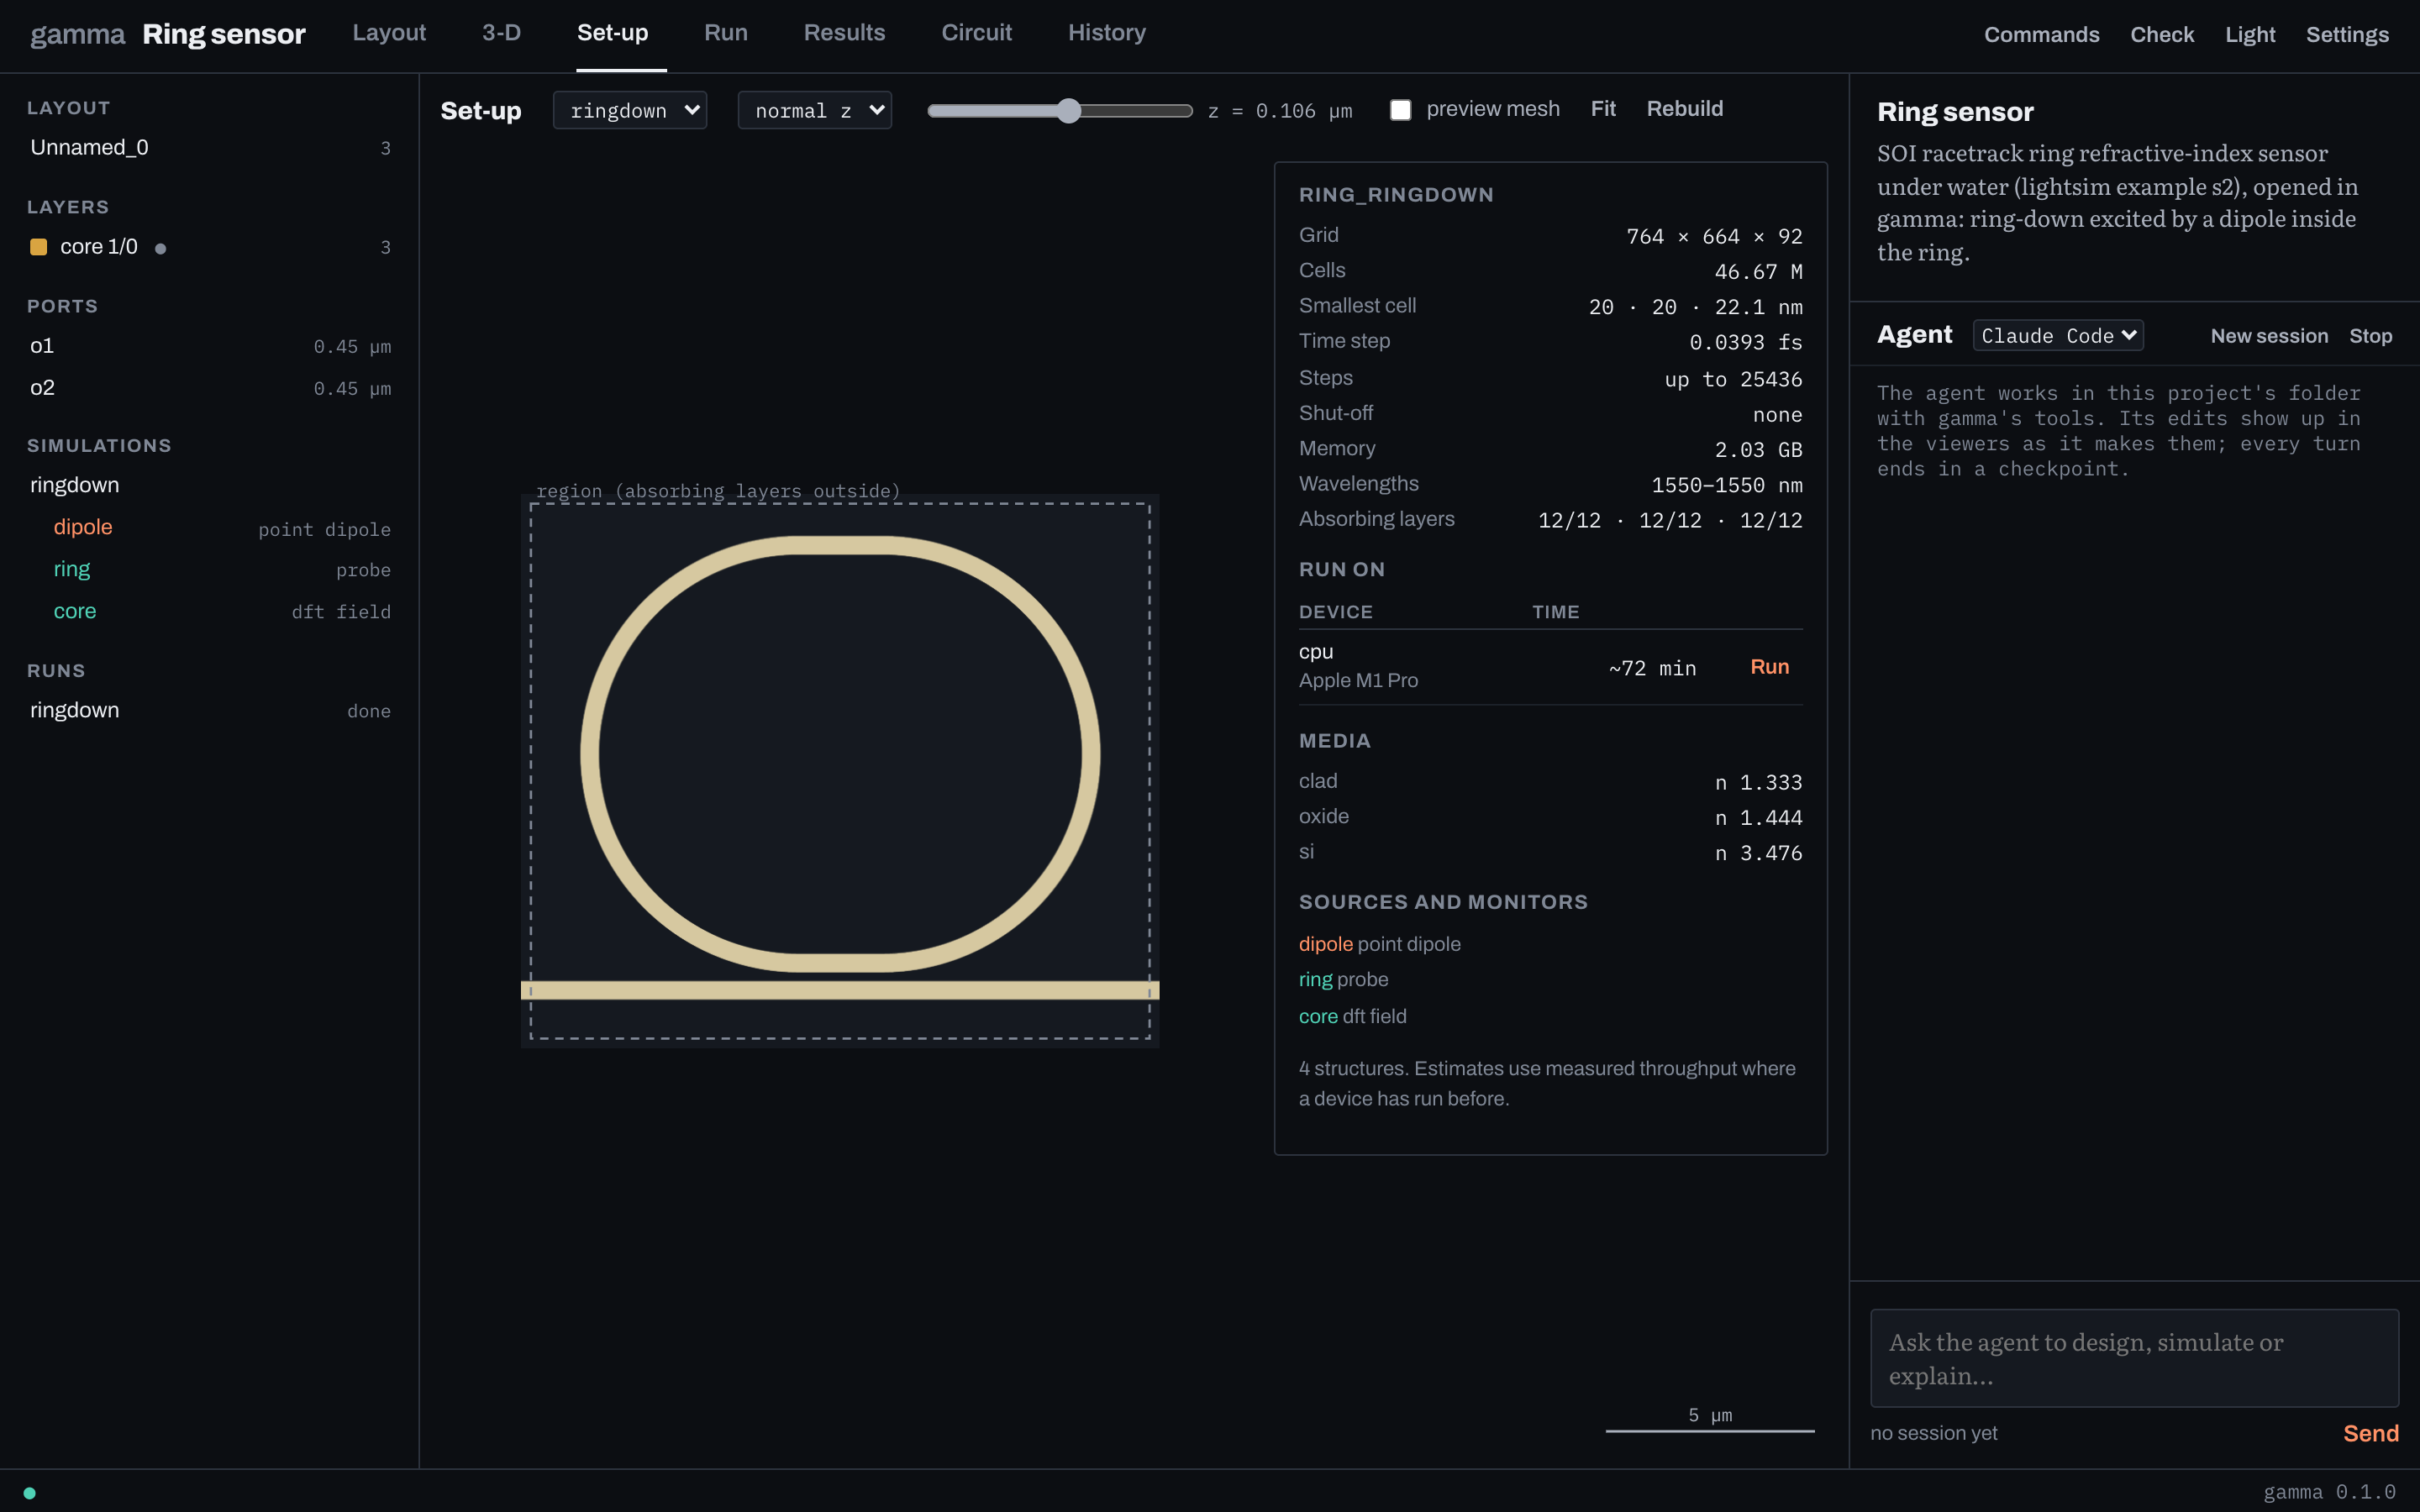 gamma Ring sensor Layout 3-D Set-up Run Results Circuit History Commands Check Light Settings
LAYOUT
Unnamed_0 3
LAYERS
core 1/0 3
PORTS
o1 0.45 µm
o2 0.45 µm
SIMULATIONS
ringdown
dipole point dipole
ring probe
core dft field
RUNS
ringdown done
Set-up ringdown normal z z = 0.106 µm preview mesh Fit Rebuild
region (absorbing layers outside)
RING_RINGDOWN
Grid 764 × 664 × 92
Cells 46.67 M
Smallest cell 20 · 20 · 22.1 nm
Time step 0.0393 fs
Steps up to 25436
Shut-off none
Memory 2.03 GB
Wavelengths 1550–1550 nm
Absorbing layers 12/12 · 12/12 · 12/12
RUN ON
DEVICE TIME
cpu
Apple M1 Pro ~72 min Run
MEDIA
clad n 1.333
oxide n 1.444
si n 3.476
SOURCES AND MONITORS
dipole point dipole
ring probe
core dft field
4 structures. Estimates use measured throughput where
a device has run before.
5 µm
Ring sensor
SOI racetrack ring refractive-index sensor
under water (lightsim example s2), opened in
gamma: ring-down excited by a dipole inside
the ring.
Agent Claude Code New session Stop
The agent works in this project's folder
with gamma's tools. Its edits show up in
the viewers as it makes them; every turn
ends in a checkpoint.
Ask the agent to design, simulate or
explain...
no session yet Send
gamma 0.1.0